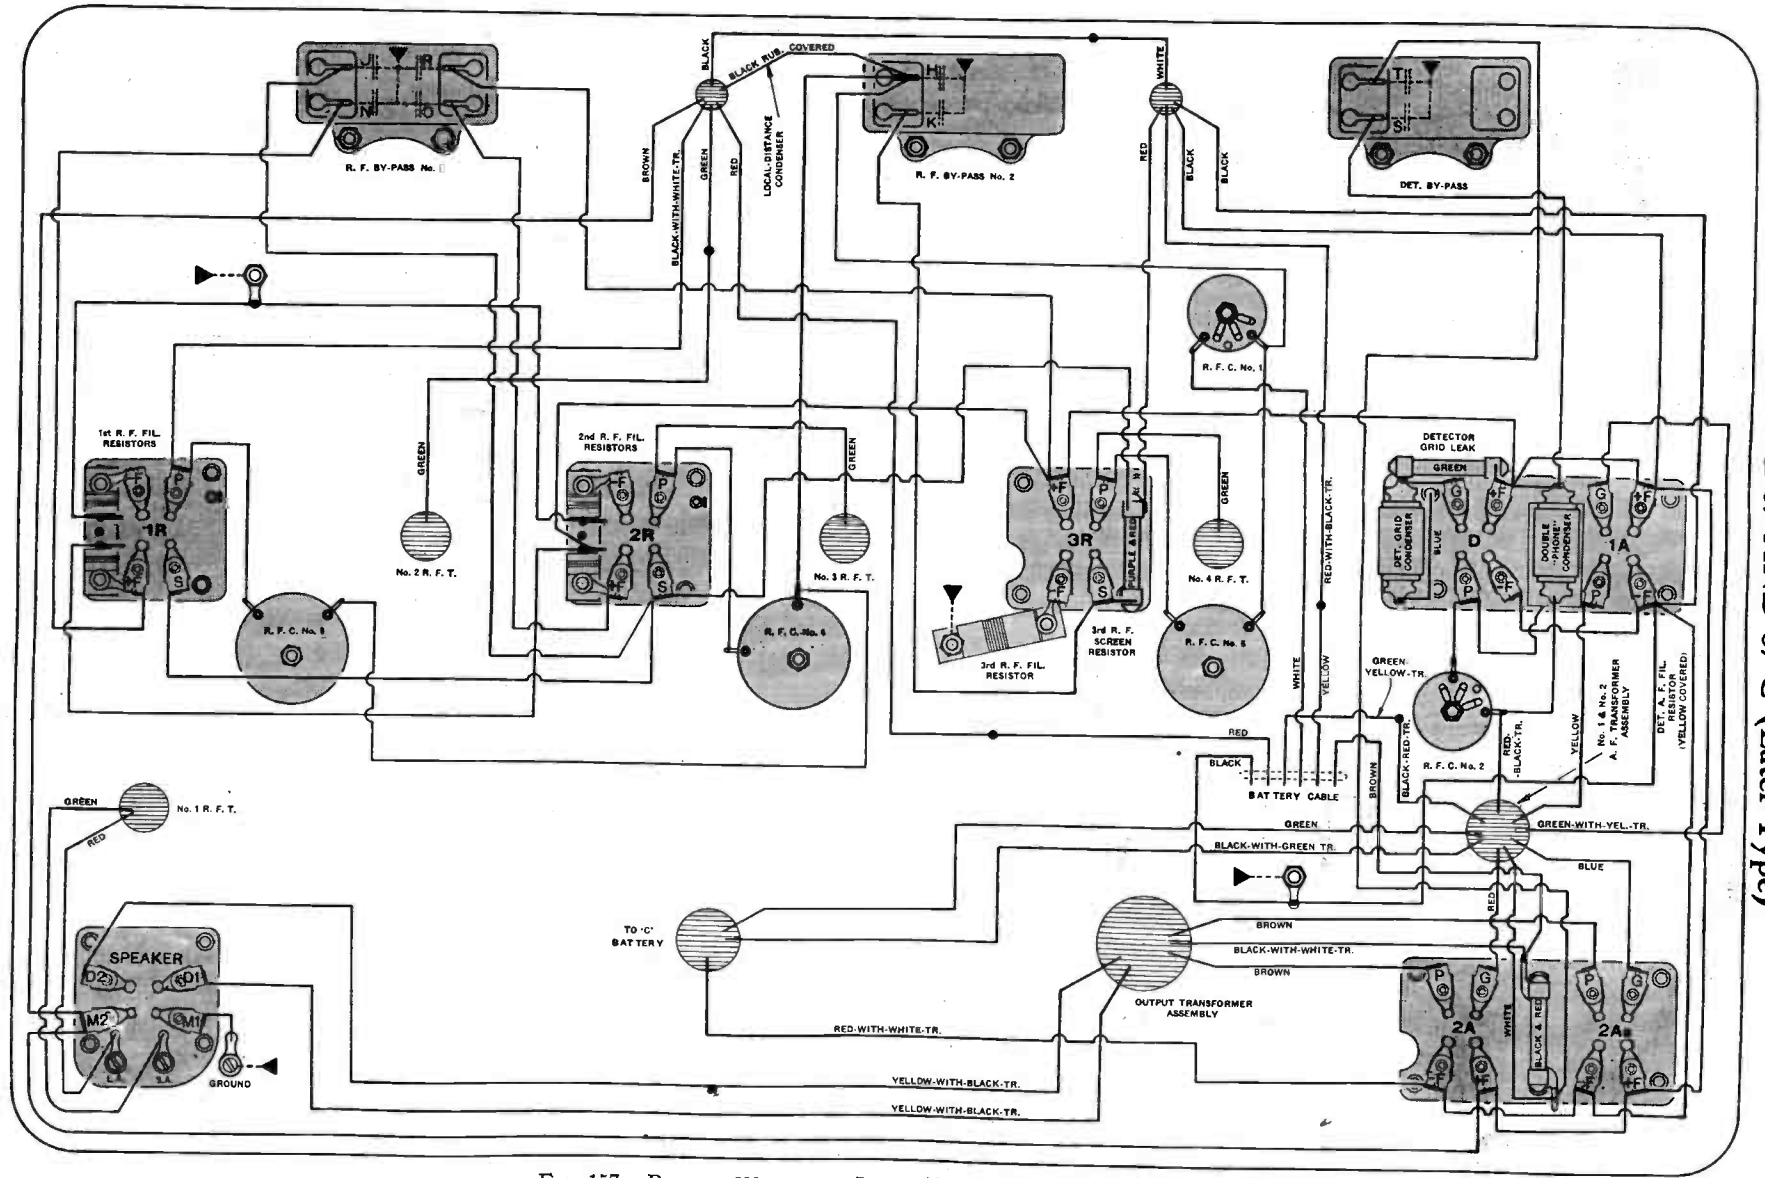 J
R
N
O
R. F. BY-PASS No.
BLACK
BLACK RUB. COVERED
LOCAL-DISTANCE
CONDENSER
BROWN
BLACK-WITH-WHITE-TR.
GREEN
RED
H
K
R. F. BY-PASS No. 2
WHITE
RED
BLACK
BLACK
T
S
DET. BY-PASS
R. F. C. No. 1
1st R. F. FIL.
RESISTORS
F
P
1R
+F
S
R. F. C. No.
GREEN
No. 2 R. F. T.
2nd R. F. FIL.
RESISTORS
F
P
2R
+F
S
GREEN
No. 3 R. F. T.
R. F. C. No. 4
+F
P
3R
F
S
PURPLE & RED
3rd R. F.
SCREEN
RESISTOR
3rd R. F. FIL.
RESISTOR
GREEN
No. 4 R. F. T.
R. F. C. No.
RED-WITH-BLACK-TR.
WHITE
YELLOW
DETECTOR
GRID LEAK
GREEN
DET. GRID
CONDENSER
BLUE
G
+F
D
P
F
DOUBLE
"PHONE"
CONDENSER
G
+F
1A
P
F
GREEN-
YELLOW-TR.
BLACK-RED-TR.
R. F. C. No. 2
RED-
-BLACK-TR.
YELLOW
No. 1 & No. 2
A. F. TRANSFORMER
ASSEMBLY
DET. A. F. FIL.
RESISTOR
(YELLOW COVERED)
RED
BLACK
BATTERY CABLE
BROWN
GREEN
RED
No. 1 R. F. T.
GREEN
BLACK-WITH-GREEN TR.
GREEN-WITH-YEL.-TR.
BLUE
RED
SPEAKER
D2
D1
M2
M1
GROUND
TO 'C'
BATTERY
BROWN
BLACK-WITH-WHITE-TR.
BROWN
OUTPUT TRANSFORMER
ASSEMBLY
RED-WITH-WHITE-TR.
YELLOW-WITH-BLACK-TR.
YELLOW-WITH-BLACK-TR.
P
G
2A
F
+F
WHITE
BLACK & RED
P
G
2A
+F